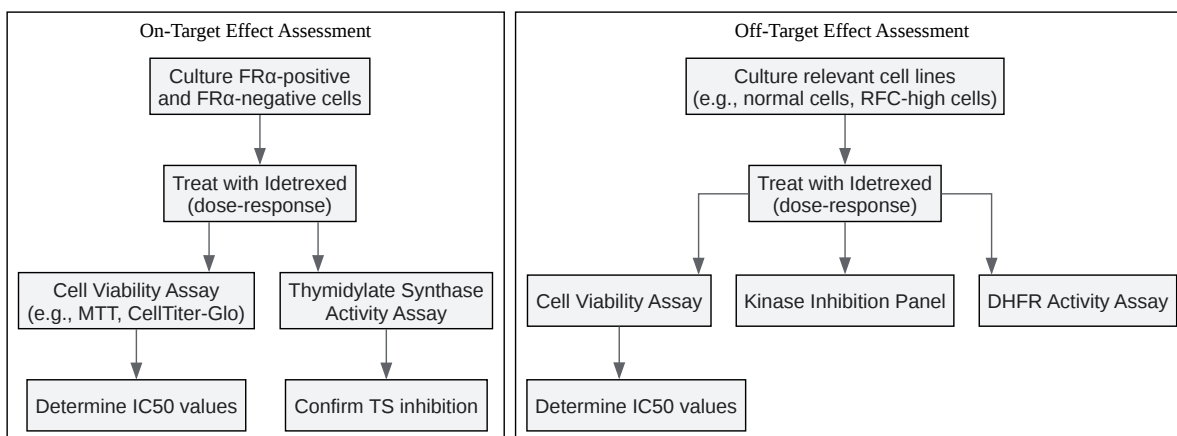 On-Target Effect Assessment
Culture FRα-positive
and FRα-negative cells
Treat with Idetrexed
(dose-response)
Cell Viability Assay
(e.g., MTT, CellTiter-Glo)
Thymidylate Synthase
Activity Assay
Determine IC50 values
Confirm TS inhibition
Off-Target Effect Assessment
Culture relevant cell lines
(e.g., normal cells, RFC-high cells)
Treat with Idetrexed
(dose-response)
Cell Viability Assay
Kinase Inhibition Panel
DHFR Activity Assay
Determine IC50 values